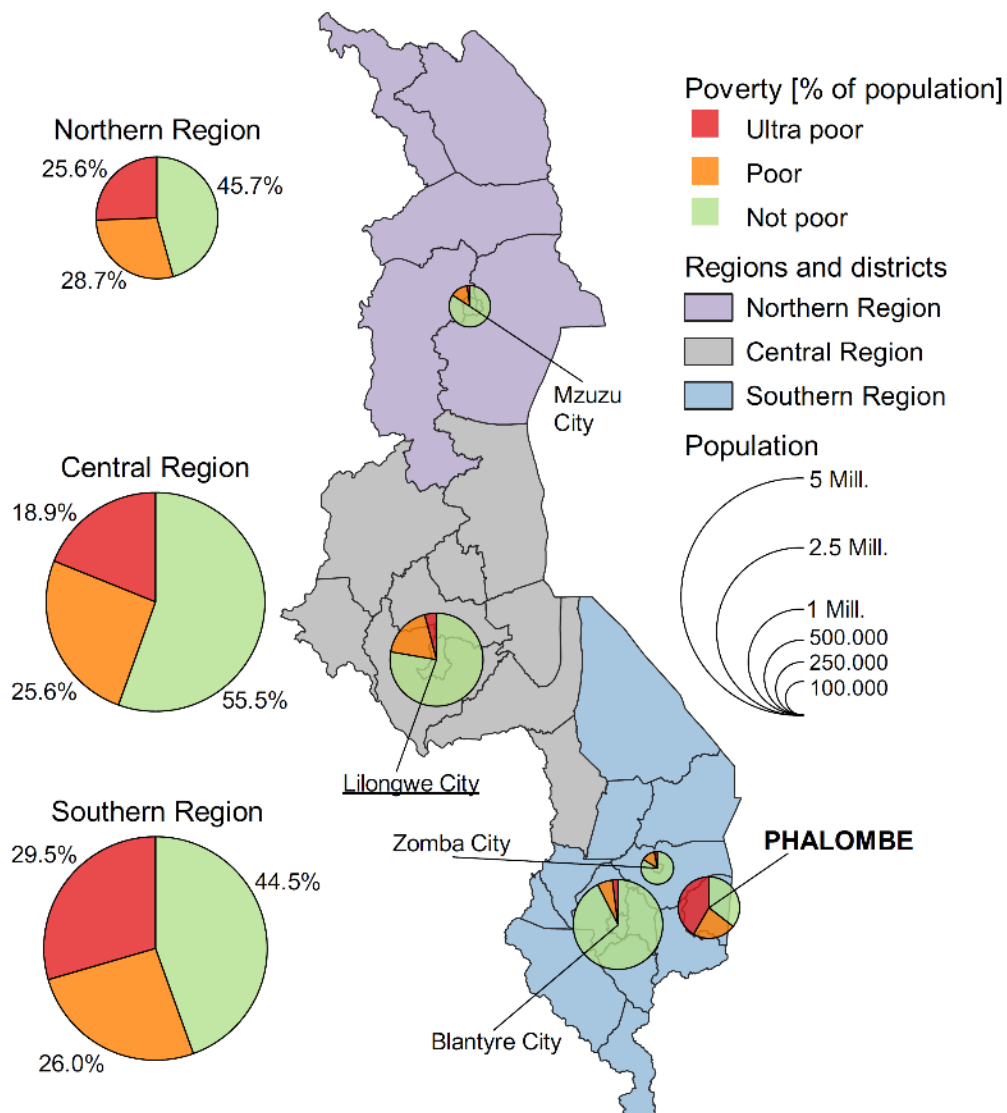 Northern Region
25.6%
45.7%
28.7%
Central Region
18.9%
25.6%
55.5%
Southern Region
29.5%
44.5%
26.0%
Mzuzu
City
Lilongwe City
Zomba City
PHALOMBE
Blantyre City
Poverty [% of population]
Ultra poor
Poor
Not poor
Regions and districts
Northern Region
Central Region
Southern Region
Population
5 Mill.
2.5 Mill.
1 Mill.
500.000
250.000
100.000